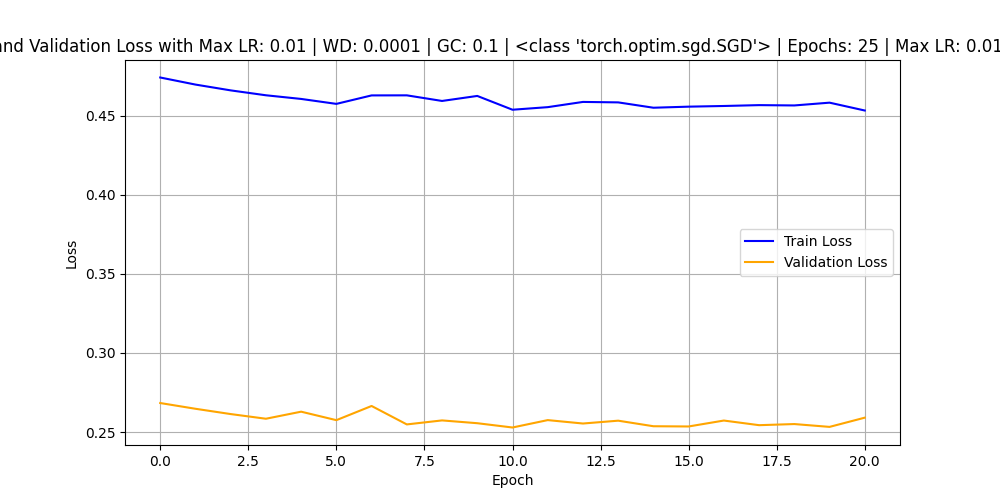 and Validation Loss with Max LR: 0.01 | WD: 0.0001 | GC: 0.1 | <class 'torch.optim.sgd.SGD'> | Epochs: 25 | Max LR: 0.01
0.45
0.40
0.35
0.30
0.25
Loss
Train Loss
Validation Loss
0.0 2.5 5.0 7.5 10.0 12.5 15.0 17.5 20.0
Epoch